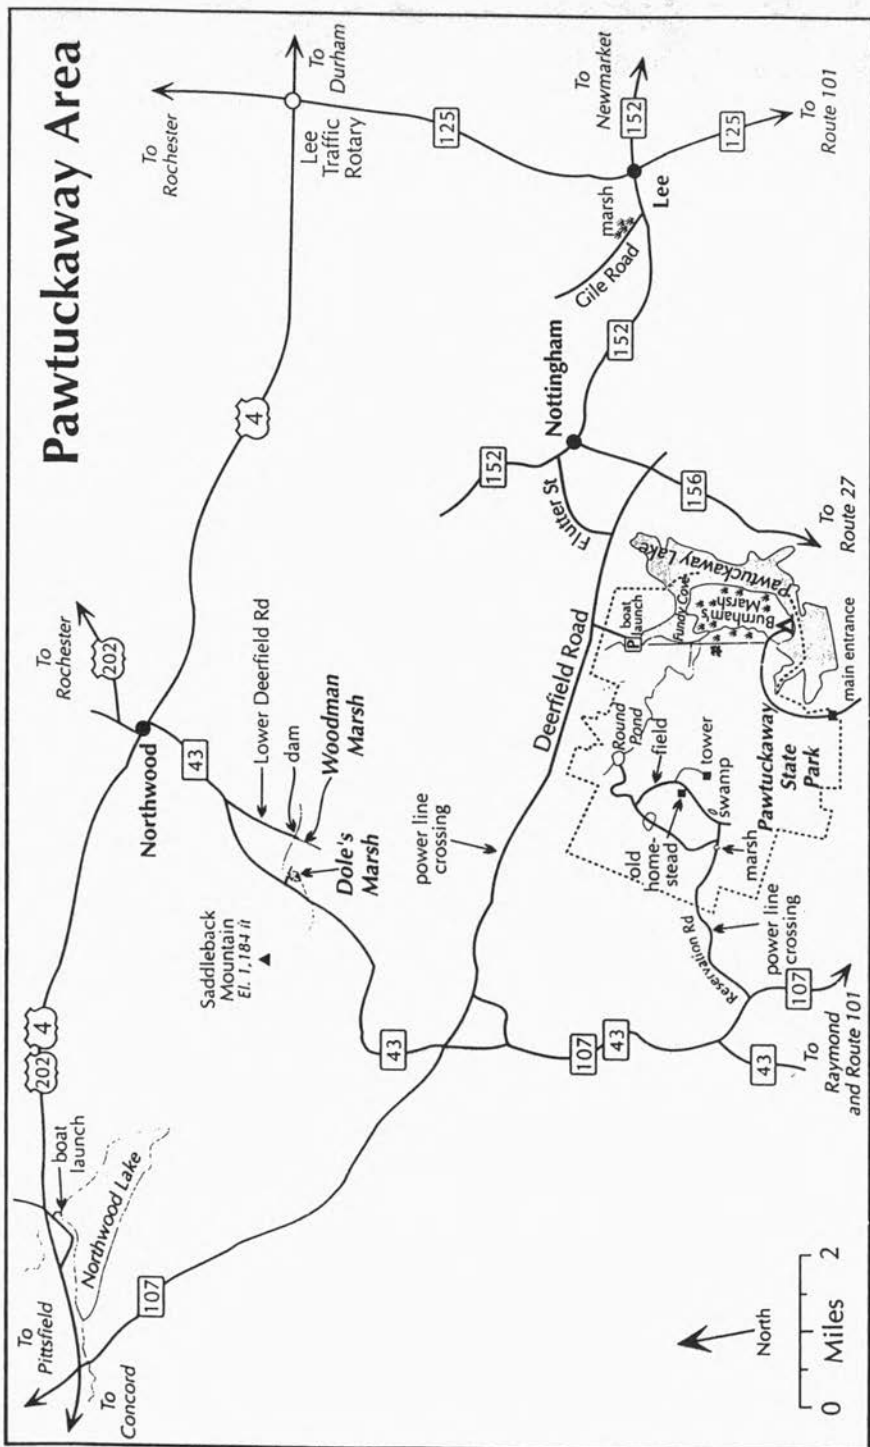 Pawtuckaway Area
To
Pittsfield
To
Concord
107
202
4
boat
launch
Northwood Lake
To
Rochester
202
Northwood
43
4
To
Rochester
To
Durham
Lee
Traffic
Rotary
125
Saddleback
Mountain
El. 1,184 ft
Lower Deerfield Rd
dam
Woodman
Marsh
Dole's
Marsh
43
power line
crossing
Deerfield Road
152
Flutter St
Nottingham
156
To
Route 27
152
Gile Road
marsh
Lee
To
Newmarket
152
125
To
Route 101
107
43
43
To
Raymond
and Route 101
107
Reservation Rd
power line
crossing
marsh
old
home-
stead
Round
Pond
field
tower
swamp
Pawtuckaway
State
Park
main entrance
P
boat
launch
Fundy Cove
Burnham's
Marsh
Pawtuckaway Lake
North
0
2
Miles